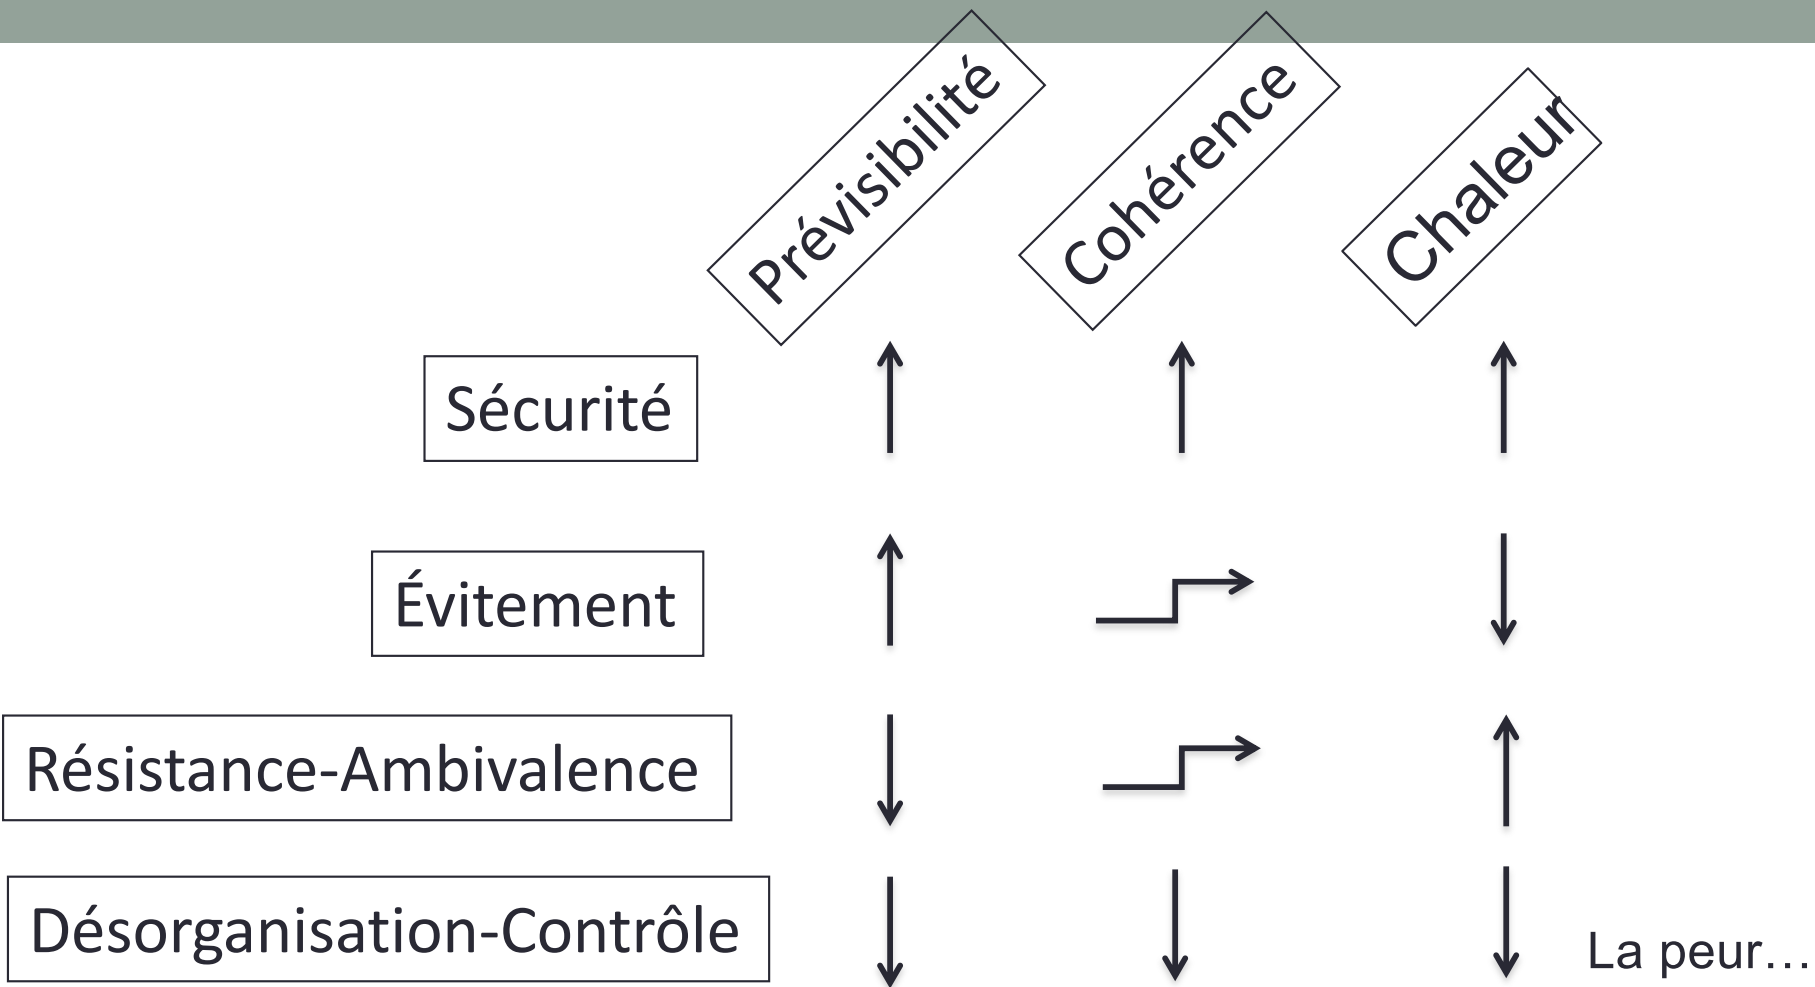 Prévisibilité
Cohérence
Chaleur
Sécurité
Évitement
Résistance-Ambivalence
Désorganisation-Contrôle
La peur…